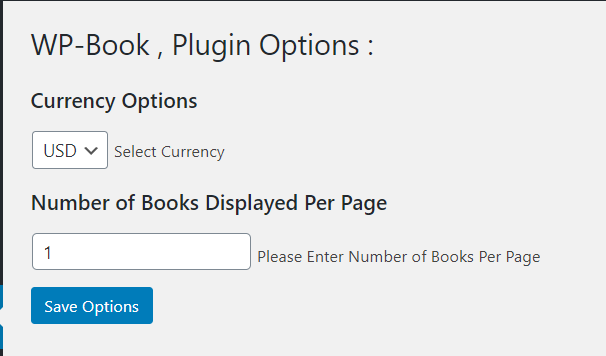 WP-Book , Plugin Options :
Currency Options
USD Select Currency
Number of Books Displayed Per Page
1 Please Enter Number of Books Per Page
Save Options